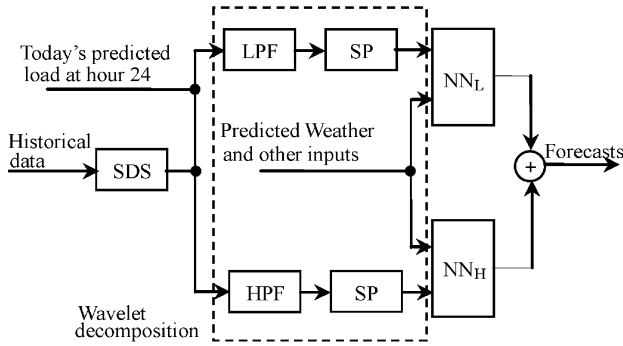 Today's predicted
load at hour 24
LPF
SP
NNL
Historical
data
SDS
Predicted Weather
and other inputs
+
Forecasts
HPF
SP
NNH
Wavelet
decomposition